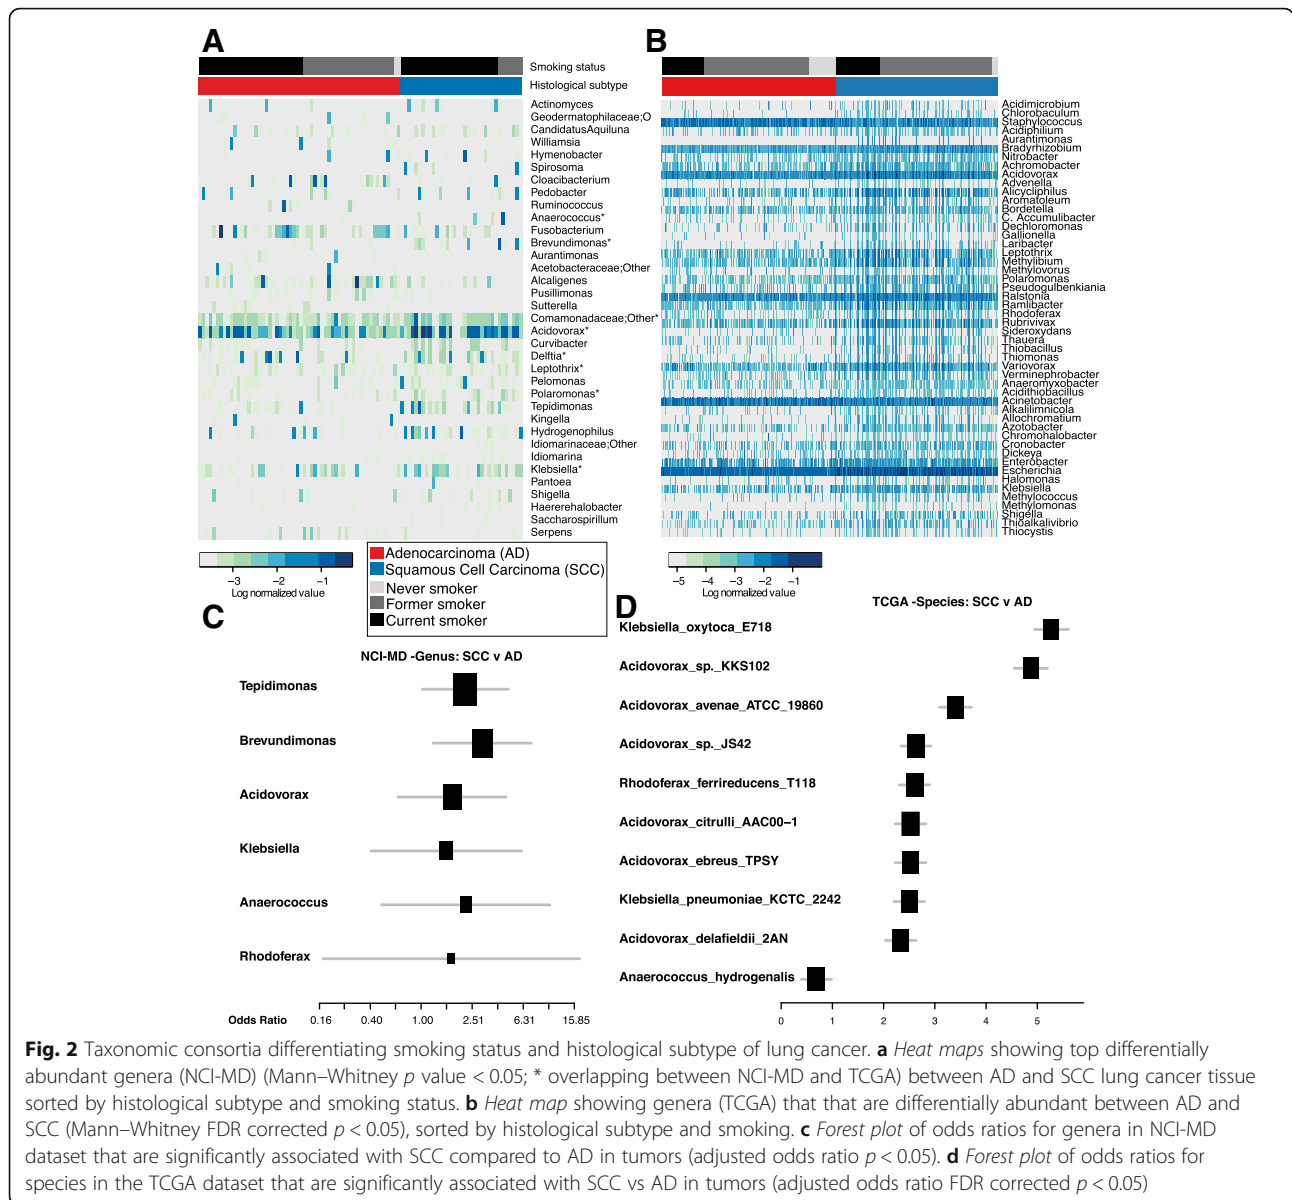 A
B
Smoking status
Histological subtype
Actinomyces
Geodermatophilaceae;O
CandidatusAquiluna
Williamsia
Hymenobacter
Spirosoma
Cloacibacterium
Pedobacter
Ruminococcus
Anaerococcus*
Fusobacterium
Brevundimonas*
Aurantimonas
Acetobacteraceae;Other
Alcaligenes
Pusillimonas
Sutterella
Comamonadaceae;Other*
Acidovorax*
Curvibacter
Delftia*
Leptothrix*
Pelomonas
Polaromonas*
Tepidimonas
Kingella
Hydrogenophilus
Idiomarinaceae;Other
Idiomarina
Klebsiella*
Pantoea
Shigella
Haererehalobacter
Saccharospirillum
Serpens
Acidimicrobium
Chlorobaculum
Staphylococcus
Acidiphilium
Aurantimonas
Bradyrhizobium
Nitrobacter
Achromobacter
Acidovorax
Advenella
Alicycliphilus
Aromatoleum
Bordetella
C. Accumulibacter
Dechloromonas
Gallionella
Laribacter
Leptothrix
Methylibium
Methylovorus
Polaromonas
Pseudogulbenkiania
Ralstonia
Ramlibacter
Rhodoferax
Rubrivivax
Sideroxydans
Thauera
Thiobacillus
Thiomonas
Variovorax
Verminephrobacter
Anaeromyxobacter
Acidithiobacillus
Acinetobacter
Alkalilimnicola
Allochromatium
Azotobacter
Chromohalobacter
Cronobacter
Dickeya
Enterobacter
Escherichia
Halomonas
Klebsiella
Methylococcus
Methylomonas
Shigella
Thioalkalivibrio
Thiocystis
−3 −2 −1
Log normalized value
Adenocarcinoma (AD)
Squamous Cell Carcinoma (SCC)
Never smoker
Former smoker
Current smoker
−5 −4 −3 −2 −1
Log normalized value
C
NCI-MD -Genus: SCC v AD
Tepidimonas
Brevundimonas
Acidovorax
Klebsiella
Anaerococcus
Rhodoferax
Odds Ratio 0.16 0.40 1.00 2.51 6.31 15.85
D
TCGA -Species: SCC v AD
Klebsiella_oxytoca_E718
Acidovorax_sp._KKS102
Acidovorax_avenae_ATCC_19860
Acidovorax_sp._JS42
Rhodoferax_ferrireducens_T118
Acidovorax_citrulli_AAC00−1
Acidovorax_ebreus_TPSY
Klebsiella_pneumoniae_KCTC_2242
Acidovorax_delafieldii_2AN
Anaerococcus_hydrogenalis
0 1 2 3 4 5
Fig. 2 Taxonomic consortia differentiating smoking status and histological subtype of lung cancer. a Heat maps showing top differentially
abundant genera (NCI-MD) (Mann–Whitney p value < 0.05; * overlapping between NCI-MD and TCGA) between AD and SCC lung cancer tissue
sorted by histological subtype and smoking status. b Heat map showing genera (TCGA) that that are differentially abundant between AD and
SCC (Mann–Whitney FDR corrected p < 0.05), sorted by histological subtype and smoking. c Forest plot of odds ratios for genera in NCI-MD
dataset that are significantly associated with SCC compared to AD in tumors (adjusted odds ratio p < 0.05). d Forest plot of odds ratios for
species in the TCGA dataset that are significantly associated with SCC vs AD in tumors (adjusted odds ratio FDR corrected p < 0.05)